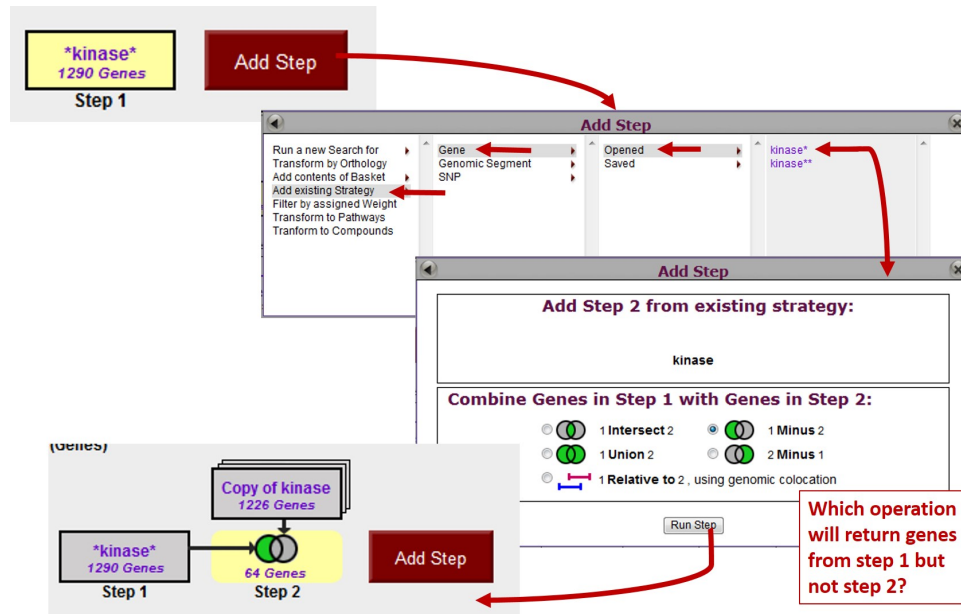 *kinase*
1290 Genes
Step 1
Add Step
Add Step
Run a new Search for
Transform by Orthology
Add contents of Basket
Add existing Strategy
Filter by assigned Weight
Transform to Pathways
Tranform to Compounds
Gene
Genomic Segment
SNP
Opened
Saved
kinase*
kinase**
Add Step
Add Step 2 from existing strategy:
kinase
Combine Genes in Step 1 with Genes in Step 2:
1 Intersect 2
1 Minus 2
1 Union 2
2 Minus 1
1 Relative to 2 , using genomic colocation
Run Step
Which operation
will return genes
from step 1 but
not step 2?
(Genes)
Copy of kinase
1226 Genes
*kinase*
1290 Genes
Step 1
64 Genes
Step 2
Add Step